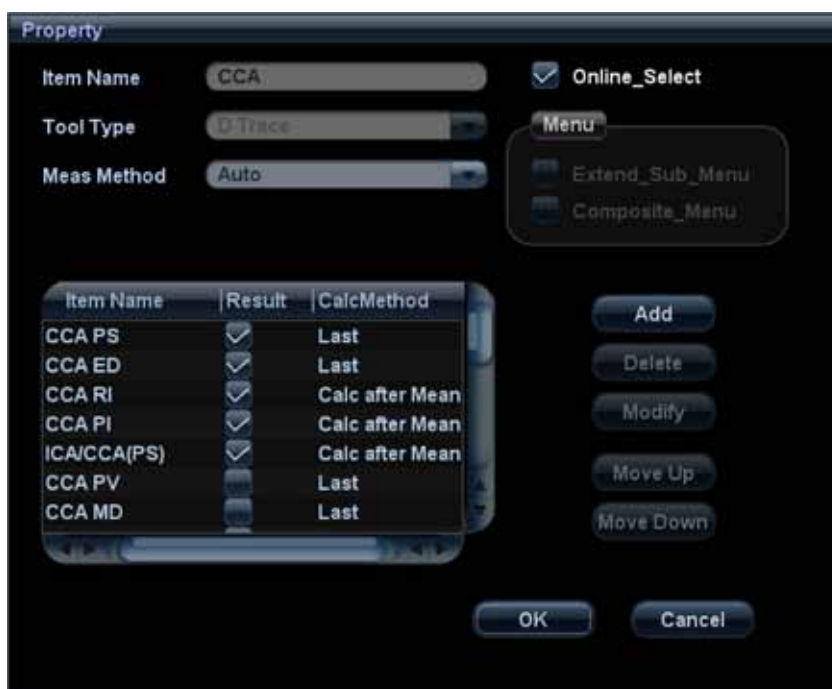 Property
Item Name CCA Online_Select
Tool Type D Trace Menu
Meas Method Auto Extend_Sub_Menu
Composite_Menu
Item Name Result CalcMethod
CCA PS Last
CCA ED Last
CCA RI Calc after Mean
CCA PI Calc after Mean
ICA/CCA(PS) Calc after Mean
CCA PV Last
CCA MD Last
Add
Delete
Modify
Move Up
Move Down
OK Cancel